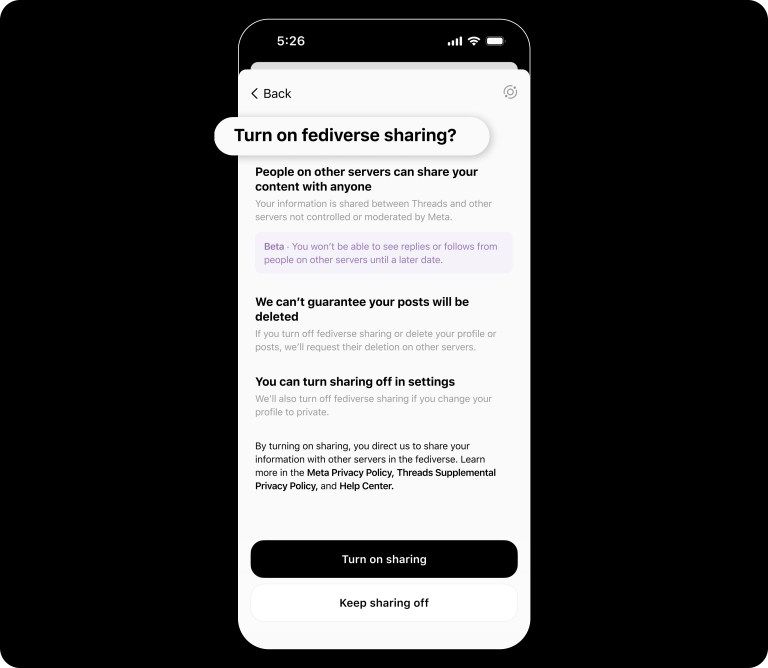 5:26
Back
Turn on fediverse sharing?
People on other servers can share your
content with anyone
Your information is shared between Threads and other
servers not controlled or moderated by Meta.
Beta · You won’t be able to see replies or follows from
people on other servers until a later date.
We can’t guarantee your posts will be
deleted
If you turn off fediverse sharing or delete your profile or
posts, we’ll request their deletion on other servers.
You can turn sharing off in settings
We’ll also turn off fediverse sharing if you change your
profile to private.
By turning on sharing, you direct us to share your
information with other servers in the fediverse. Learn
more in the Meta Privacy Policy, Threads Supplemental
Privacy Policy, and Help Center.
Turn on sharing
Keep sharing off